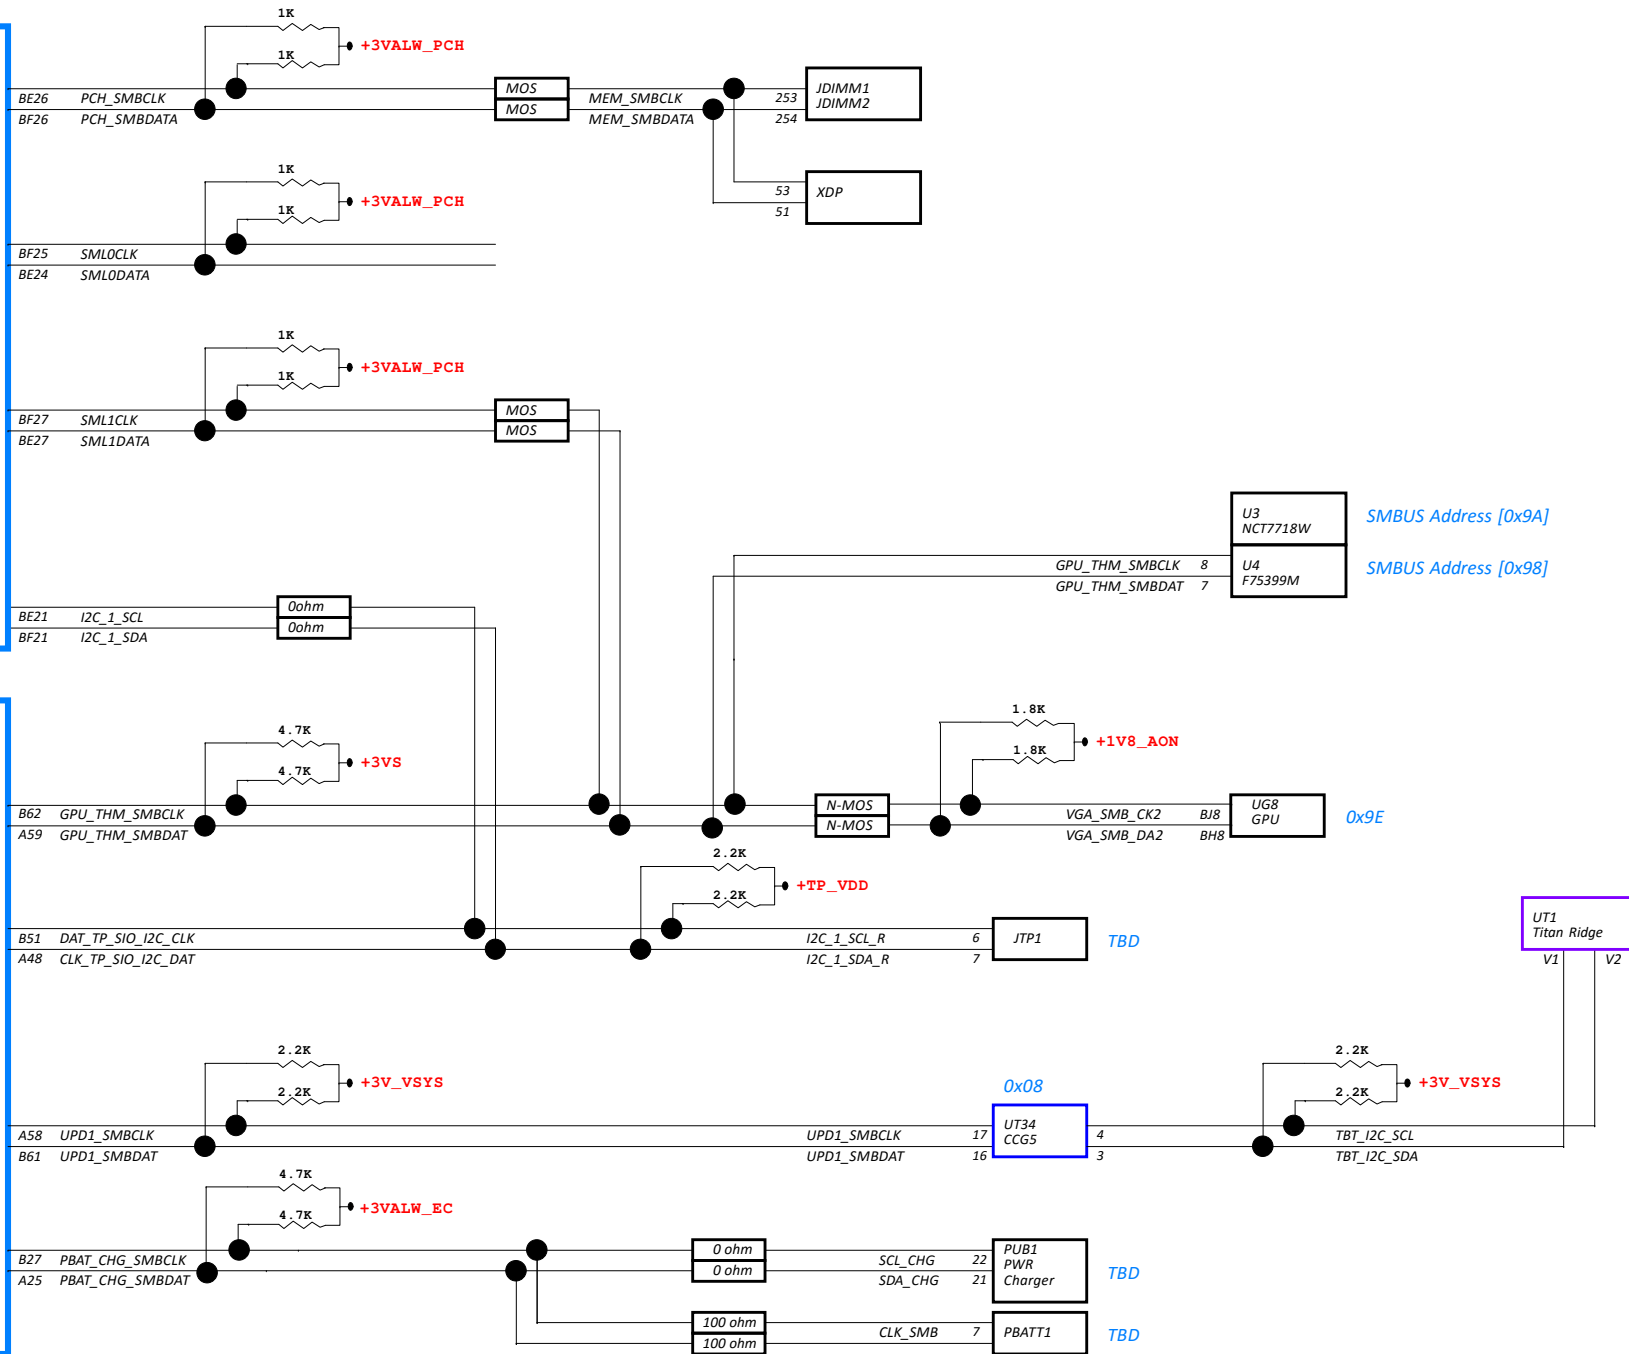 1K
+3VALW_PCH
1K
BE26 PCH_SMBCLK
MOS
MEM_SMBCLK
253
JDIMM1
JDIMM2
BF26 PCH_SMBDATA
MOS
MEM_SMBDATA
254
1K
+3VALW_PCH
1K
53
XDP
51
BF25 SML0CLK
BE24 SML0DATA
1K
+3VALW_PCH
1K
BF27 SML1CLK
MOS
BE27 SML1DATA
MOS
U3
NCT7718W
SMBUS Address [0x9A]
GPU_THM_SMBCLK 8
U4
F75399M
SMBUS Address [0x98]
GPU_THM_SMBDAT 7
BE21 I2C_1_SCL
0ohm
BF21 I2C_1_SDA
0ohm
4.7K
+3VS
4.7K
1.8K
+1V8_AON
1.8K
B62 GPU_THM_SMBCLK
N-MOS
VGA_SMB_CK2 BJ8
UG8
GPU
0x9E
A59 GPU_THM_SMBDAT
N-MOS
VGA_SMB_DA2 BH8
2.2K
+TP_VDD
2.2K
B51 DAT_TP_SIO_I2C_CLK
I2C_1_SCL_R 6
JTP1
TBD
A48 CLK_TP_SIO_I2C_DAT
I2C_1_SDA_R 7
UT1
Titan Ridge
V1 V2
2.2K
+3V_VSYS
2.2K
0x08
2.2K
+3V_VSYS
2.2K
A58 UPD1_SMBCLK
UPD1_SMBCLK 17
UT34
CCG5
4
TBT_I2C_SCL
B61 UPD1_SMBDAT
UPD1_SMBDAT 16
3
TBT_I2C_SDA
4.7K
+3VALW_EC
4.7K
B27 PBAT_CHG_SMBCLK
0 ohm
SCL_CHG 22
PUB1
PWR
Charger
TBD
A25 PBAT_CHG_SMBDAT
0 ohm
SDA_CHG 21
100 ohm
CLK_SMB 7
PBATT1
TBD
100 ohm